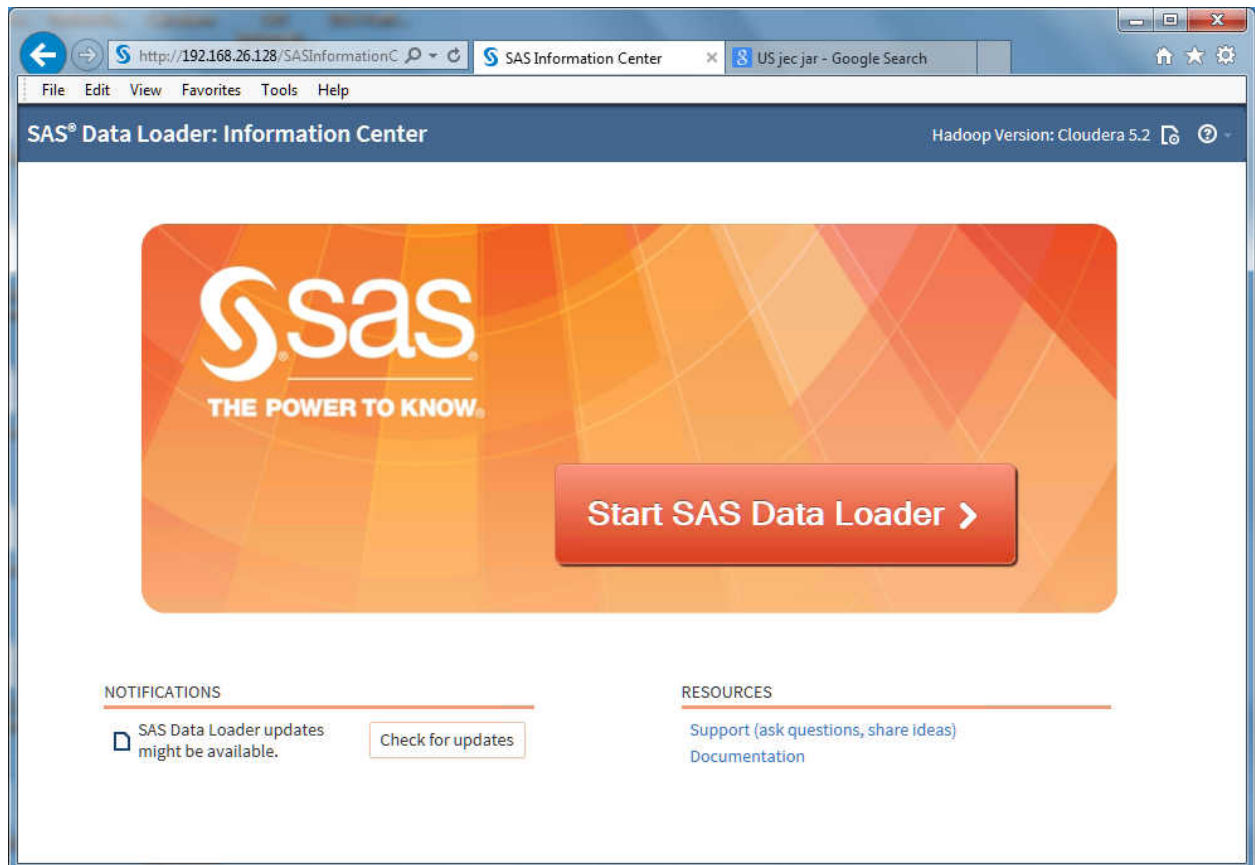 http://192.168.26.128/SASInformationC
SAS Information Center
US jec jar - Google Search
File Edit View Favorites Tools Help
SAS® Data Loader: Information Center
Hadoop Version: Cloudera 5.2
Ssas
THE POWER TO KNOW®
Start SAS Data Loader
NOTIFICATIONS
SAS Data Loader updates
might be available.
Check for updates
RESOURCES
Support (ask questions, share ideas)
Documentation